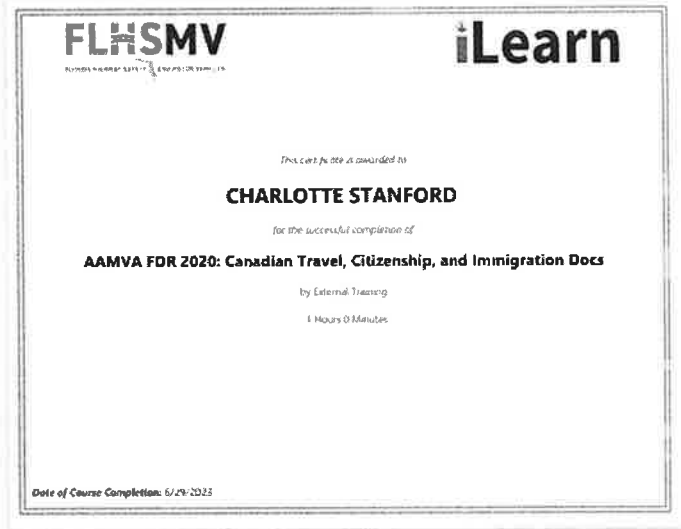 FLHSMV
iLearn
This certificate is awarded to
CHARLOTTE STANFORD
for the successful completion of
AAMVA FDR 2020: Canadian Travel, Citizenship, and Immigration Docs
by External Training
Hours 0 Minutes
Date of Course Completion: 6/29/2023